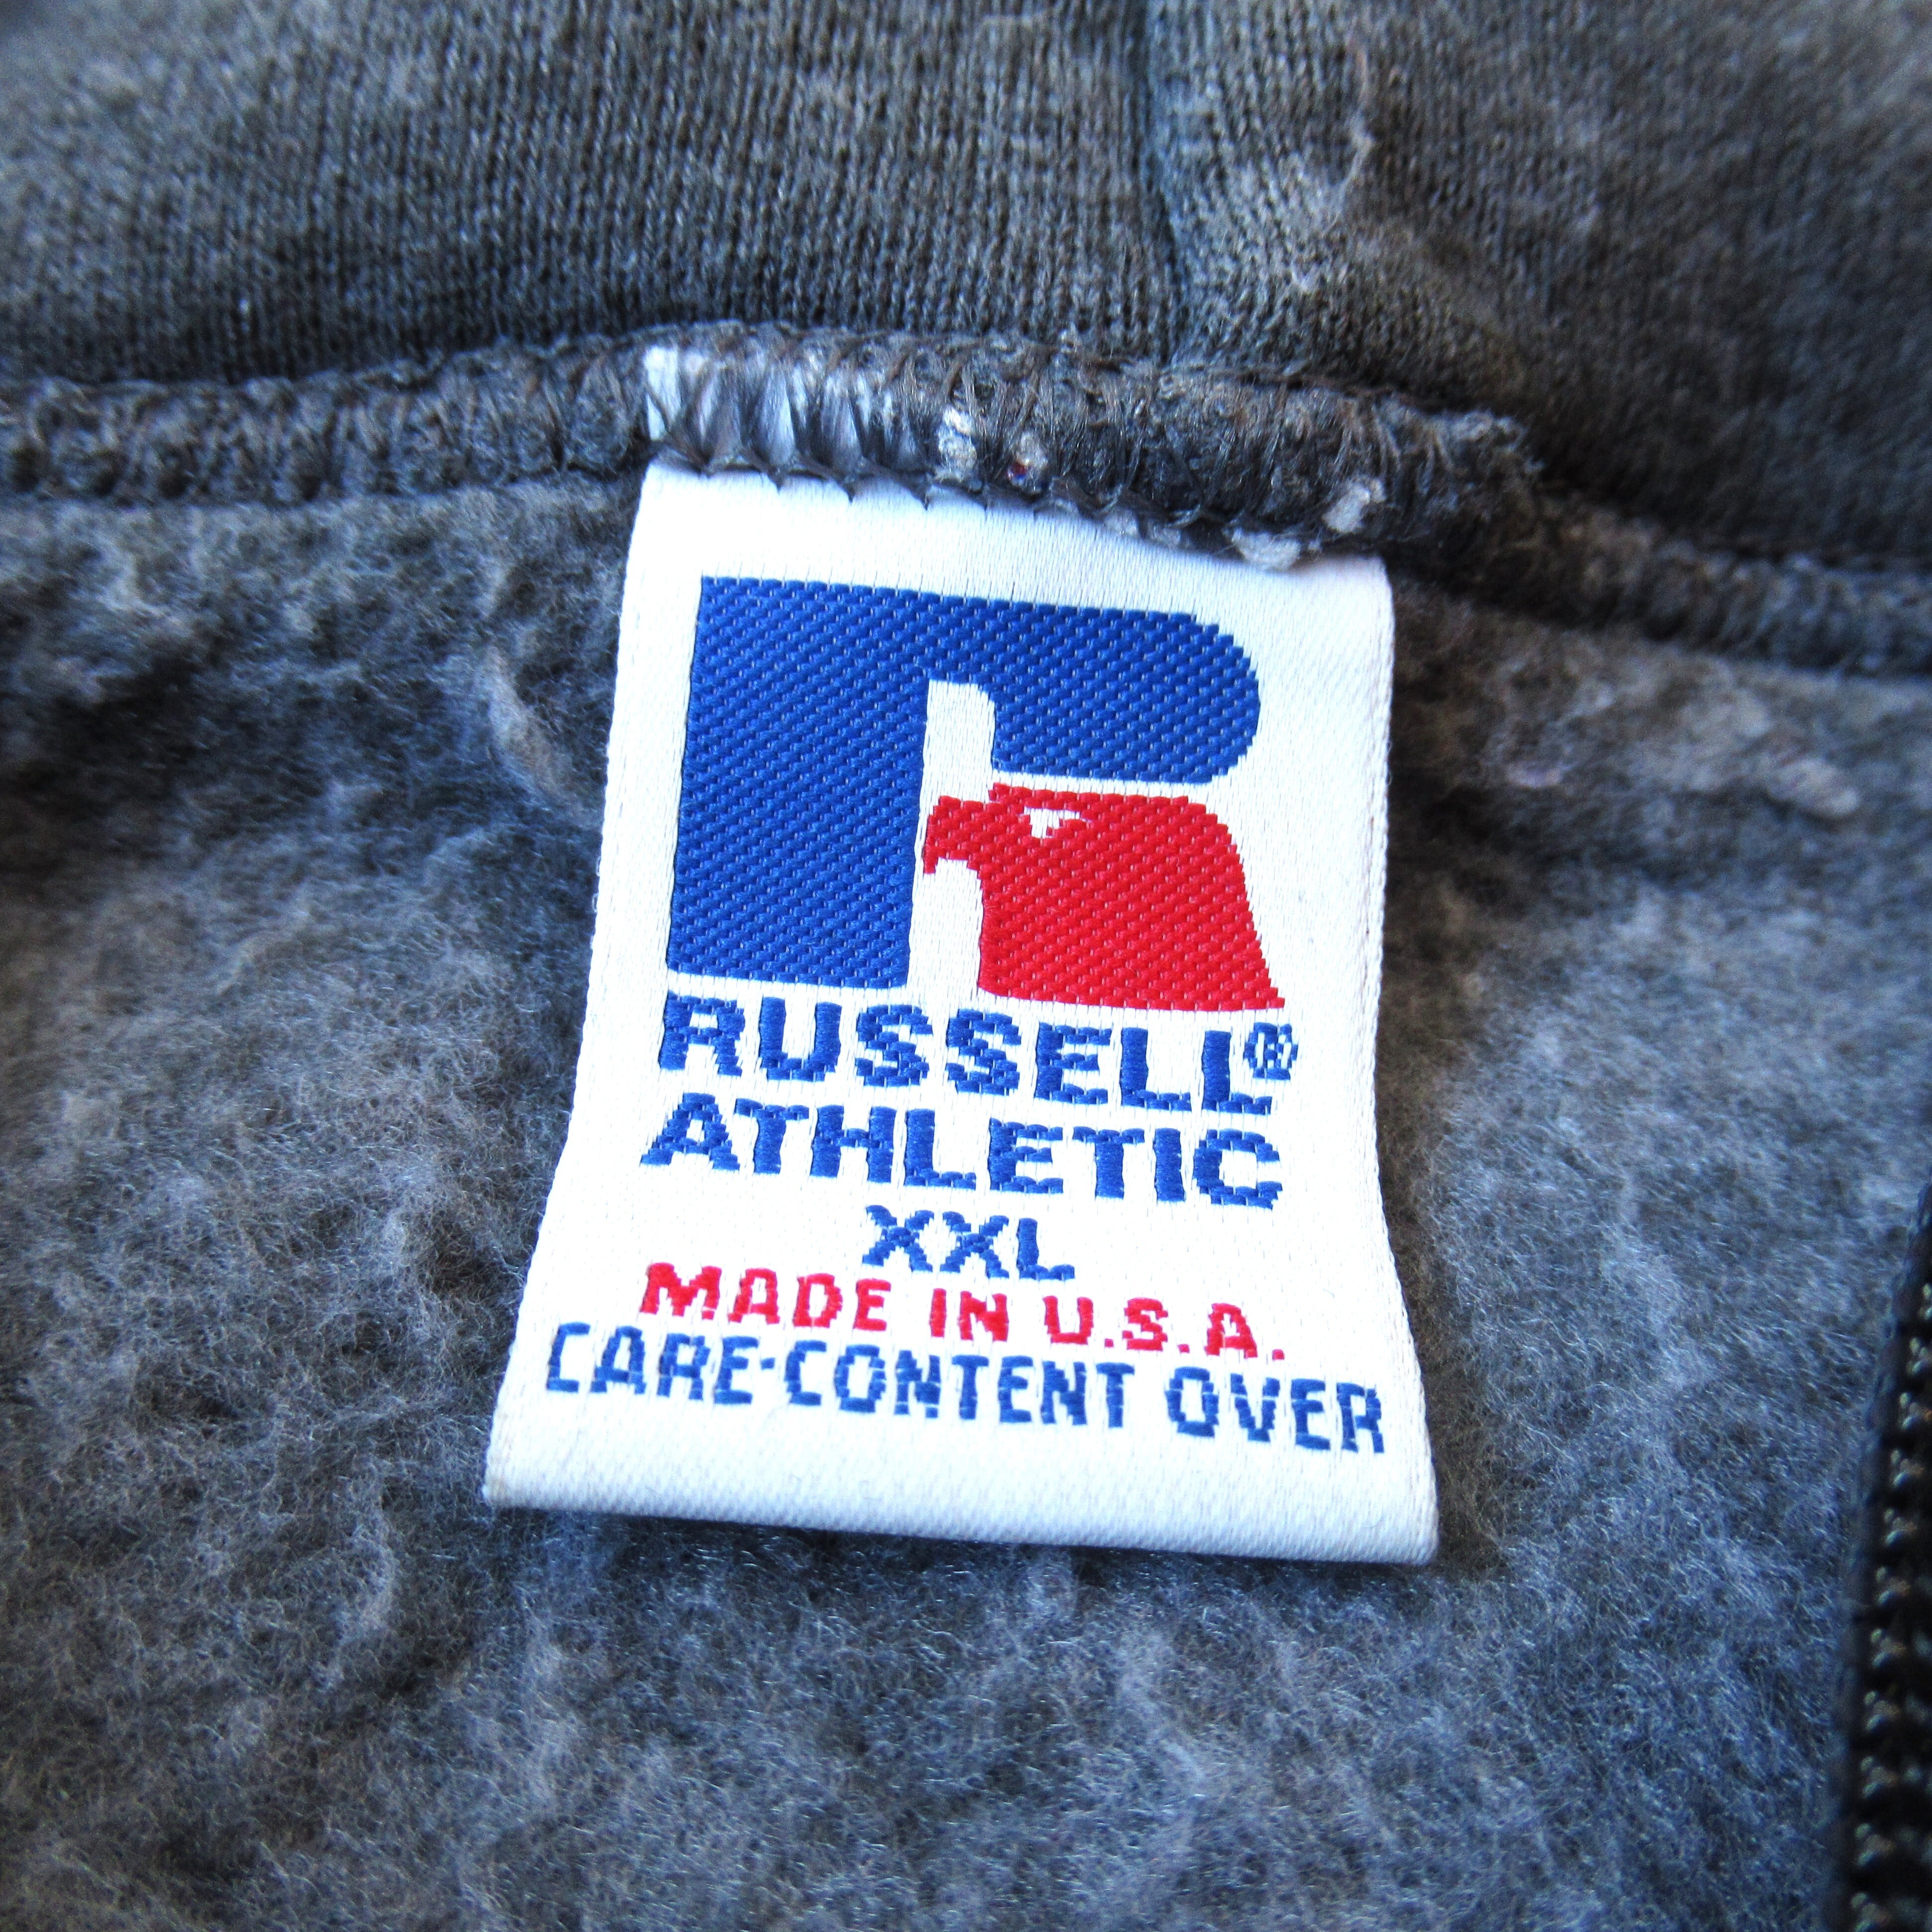 RUSSELL®
ATHLETIC
XXL
MADE IN U.S.A.
CARE·CONTENT OVER